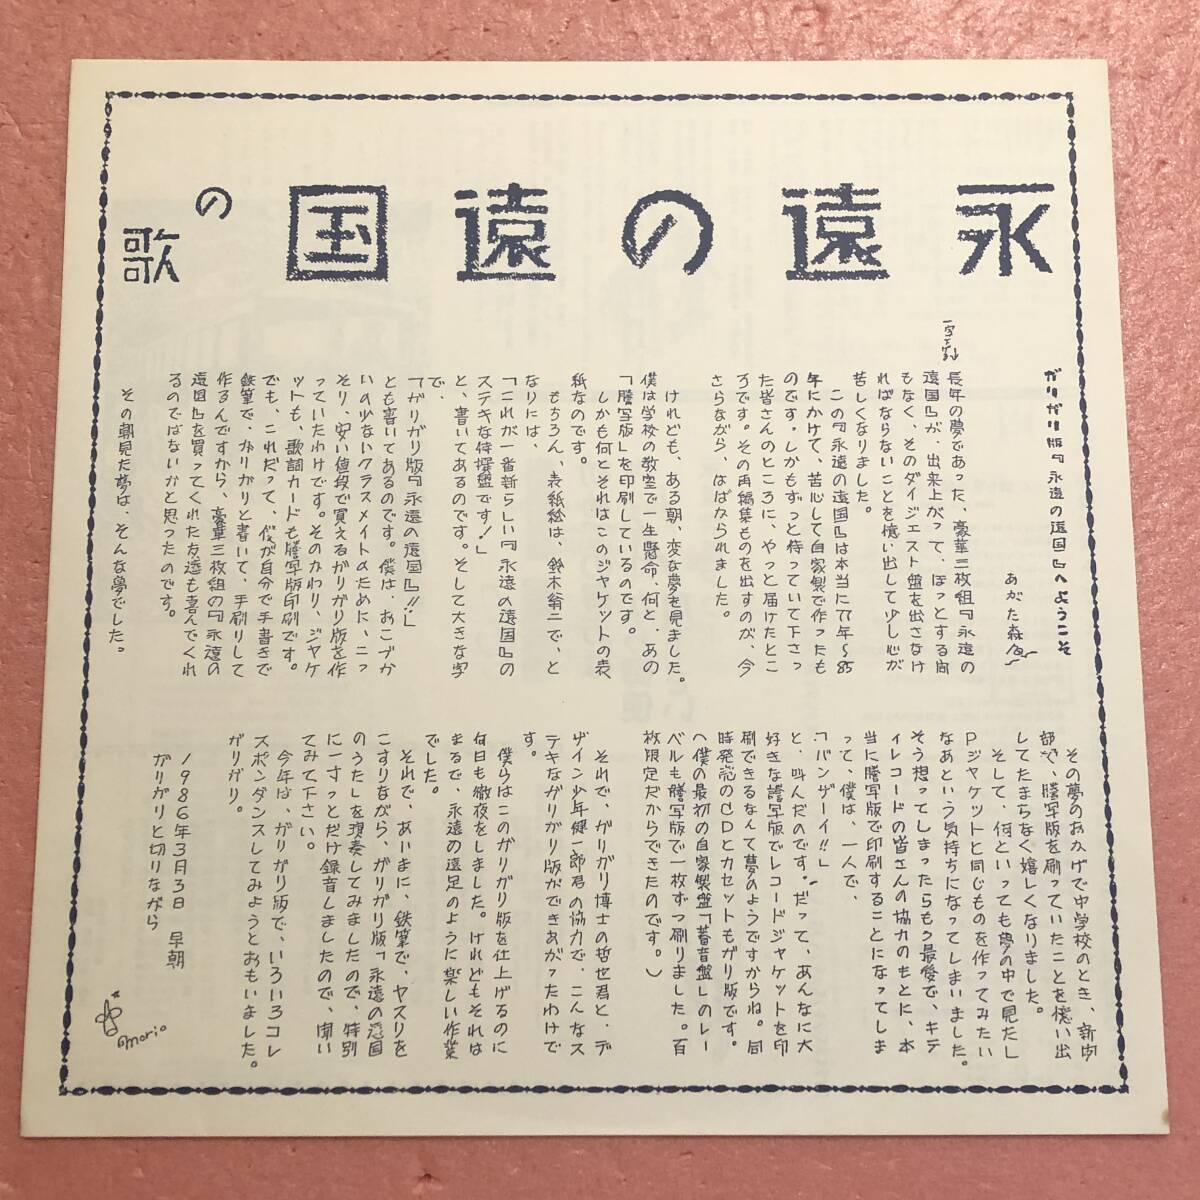 永遠の遠国の歌
ガリガリ版『永遠の遠国』へようこそ
あがた森魚
長年の夢であった、豪華三枚組『永遠の
遠国』が、出来上がって、ほっとする間
もなく、そのダイジェスト盤を出さなけ
ればならないことを憶い出して少し心が
苦しくなりました。
この『永遠の遠国』は本当に77年〜85
年にかけて、苦心して自家製で作ったも
のです。しかもずっと待っていて下さっ
た皆さんのところに、やっと届けたとこ
ろです。その再編集ものを出すのが、今
さらながら、はばかられました。
けれども、ある朝、変な夢を見ました。
僕は学校の教室で一生懸命、何と、あの
「謄写版」を印刷しているのです。
しかも何とそれはこのジャケットの表
紙なのです。
もちろん、表紙絵は、鈴木翁二で、と
なりには、
「これが一番新らしい『永遠の遠国』の
ステキな特撰盤です!」
と、書いてあるのです。そして大きな字
で、
「ガリガリ版『永遠の遠国』!!」
とも書いてあるのです。僕は、おこづか
いの少ないクラスメイトのために、こっ
そり、安い値段で買えるガリガリ版を作
っていたわけです。そのかわり、ジャケ
ットも、歌詞カードも謄写版印刷です。
でも、これだって、僕が自分で手書きで
鉄筆で、ガリガリと書いて、手刷りして
作るんですから、豪華三枚組の『永遠の
遠国』を買ってくれた友達も喜んでくれ
るのではないかと思ったのです。
その朝見た夢は、そんな夢でした。
その夢のおかげで中学校のとき、新聞
部で、謄写版を刷っていたことを憶い出
してたまらなく嬉しくなりました。
そして、何といっても夢の中で見たL
Pジャケットと同じものを作ってみたい
なあという気持ちになってしまいました。
そう想ってしまったらもう最後で、キテ
ィレコードの皆さんの協力のもとに、本
当に謄写版で印刷することになってしま
って、僕は、一人で、
「バンザーイ!!」
と、叫んだのです。だって、あんなに大
好きな謄写版でレコードジャケットを印
刷できるなんて夢のようですからね。同
時発売のCDとカセットもガリ版です。
(僕の最初の自家製盤「蓄音盤」のレー
ベルも謄写版で一枚ずつ刷りました。百
枚限定だからできたのです。)
それで、ガリガリ博士の哲也君と、デ
ザイン少年健一郎君の協力で、こんなス
テキなガリガリ版ができあがったわけで
す。
僕らはこのガリガリ版を仕上げるのに
何日も徹夜をしました。けれどもそれは
まるで、永遠の遠足のように楽しい作業
でした。
それで、あいまに、鉄筆で、ヤスリを
こすりながら、ガリガリ版『永遠の遠国
のうた』を演奏してみましたので、特別
に一寸っとだけ録音しましたので、聞い
てみて下さい。
今年は、ガリガリ版で、いろいろコレ
スポンダンスしてみようとおもいました。
ガリガリ。
1986年3月3日 早朝
ガリガリと切りながら
morio